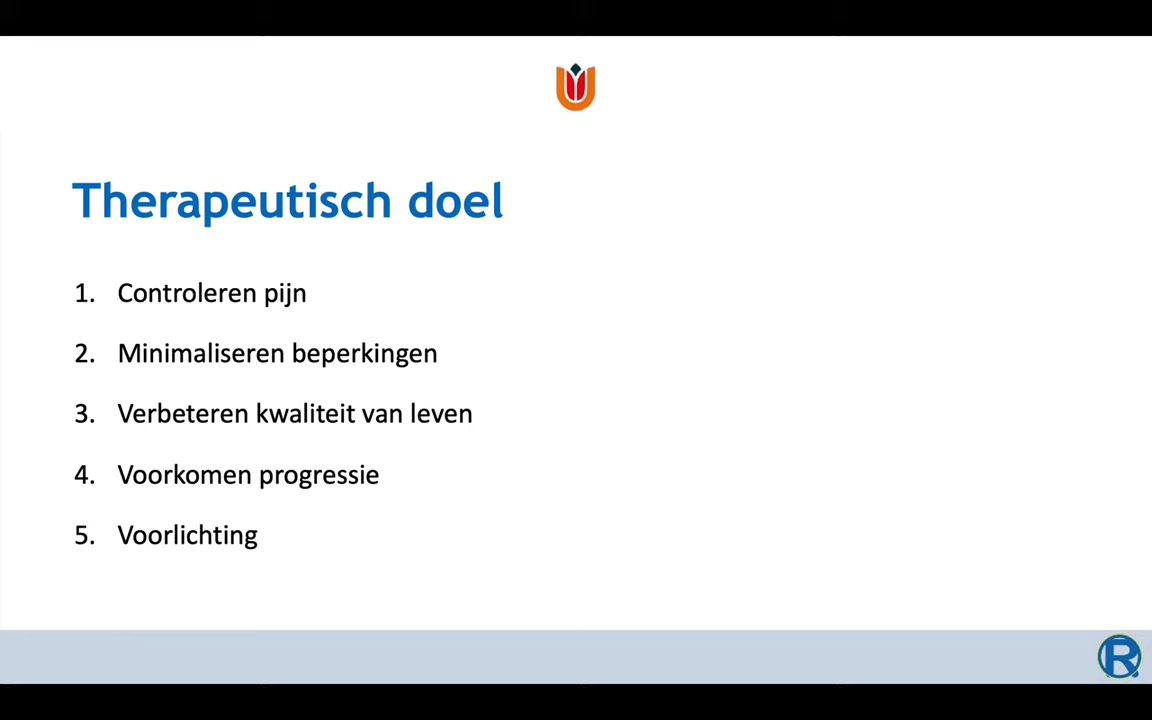 Therapeutisch doel
1. Controleren pijn
2. Minimaliseren beperkingen
3. Verbeteren kwaliteit van leven
4. Voorkomen progressie
5. Voorlichting
R